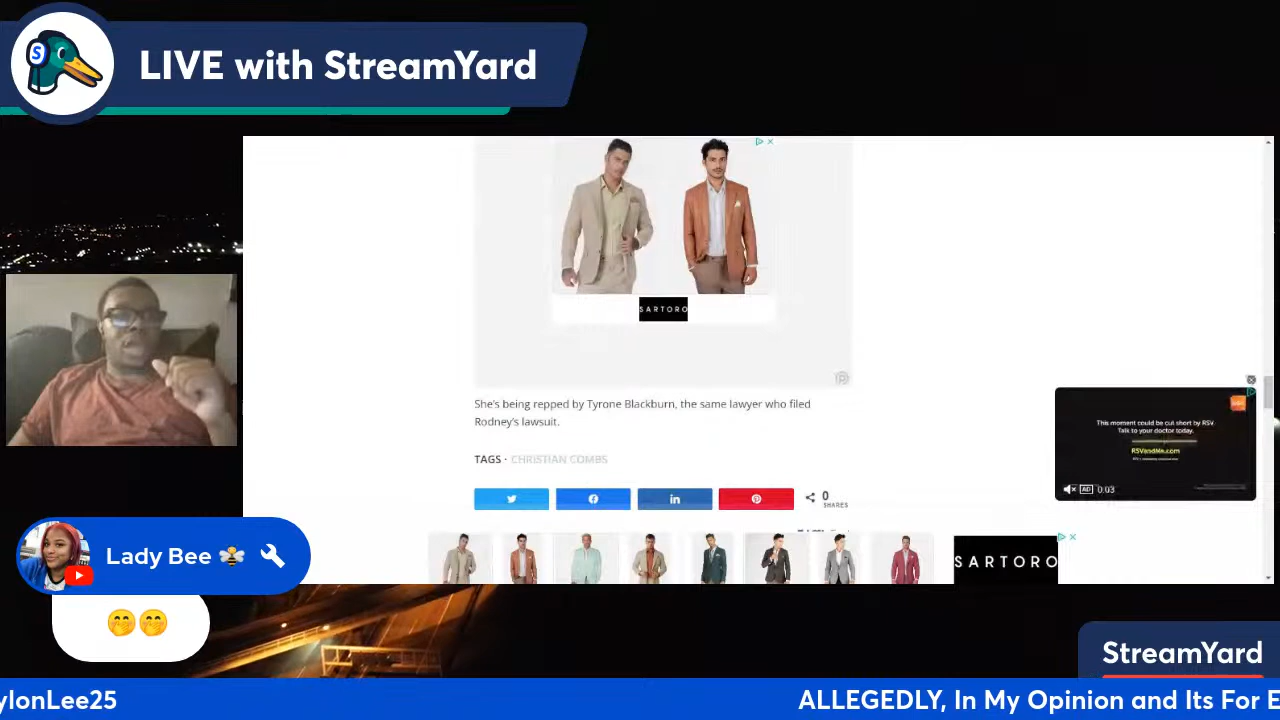 S
LIVE with StreamYard
SARTORO
She's being repped by Tyrone Blackburn, the same lawyer who filed
Rodney's lawsuit.
TAGS · CHRISTIAN COMBS
0
SHARES
This moment could be cut short by RSV.
Talk to your doctor today.
RSVandMe.com
AD 0:03
SARTORO
Lady Bee 🐝
🤭🤭
StreamYard
ylonLee25
ALLEGEDLY, In My Opinion and Its For E